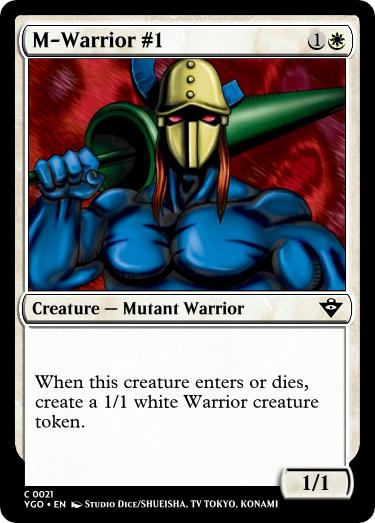 M-Warrior #1
1
Creature — Mutant Warrior
When this creature enters or dies,
create a 1/1 white Warrior creature
token.
1/1
C 0021
YGO • EN Studio Dice/SHUEISHA, TV TOKYO, KONAMI